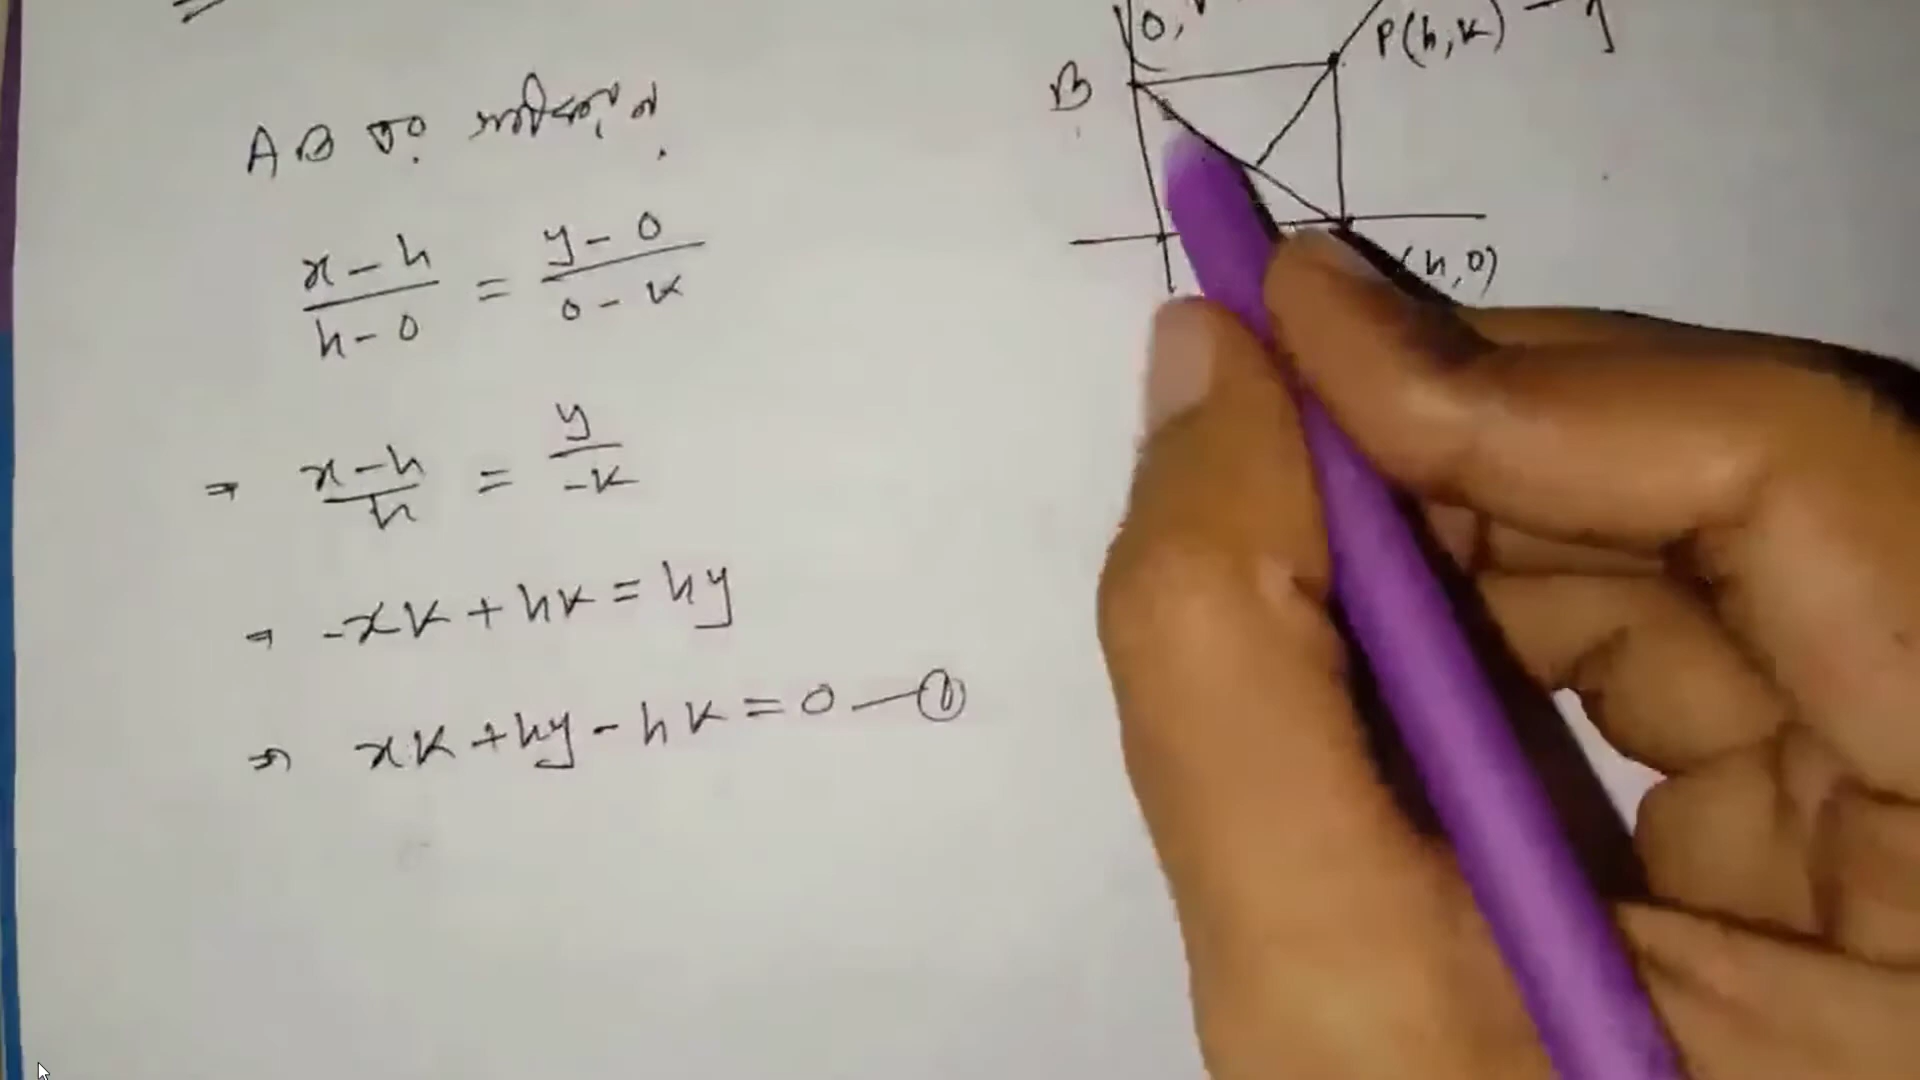 AB এর সমীকরণ
x - h / h - 0 = y - 0 / 0 - k
⇒ x - h / h = y / -k
⇒ -xk + hk = hy
⇒ xk + hy - hk = 0 — ①
0,
P(h, k)
B
(h, 0)